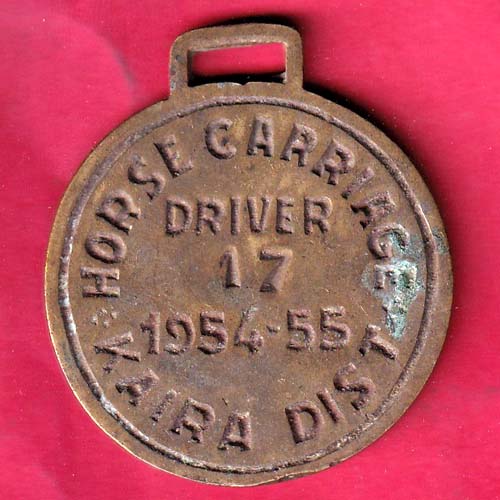 HORSE CARRIAGE
DRIVER
17
1954-55
KAIRA DIST